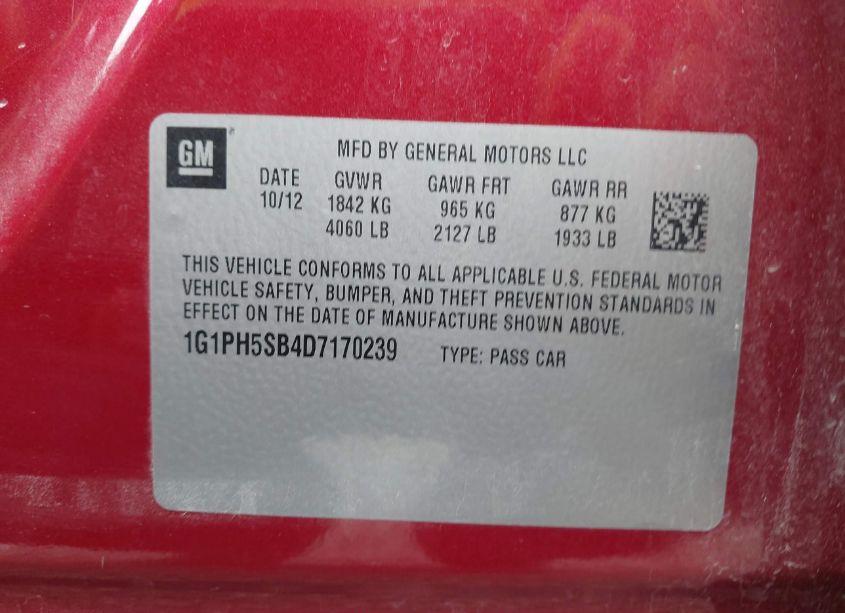 GM
MFD BY GENERAL MOTORS LLC
DATE GVWR GAWR FRT GAWR RR
10/12 1842 KG 965 KG 877 KG
4060 LB 2127 LB 1933 LB
THIS VEHICLE CONFORMS TO ALL APPLICABLE U.S. FEDERAL MOTOR
VEHICLE SAFETY, BUMPER, AND THEFT PREVENTION STANDARDS IN
EFFECT ON THE DATE OF MANUFACTURE SHOWN ABOVE.
1G1PH5SB4D7170239 TYPE: PASS CAR